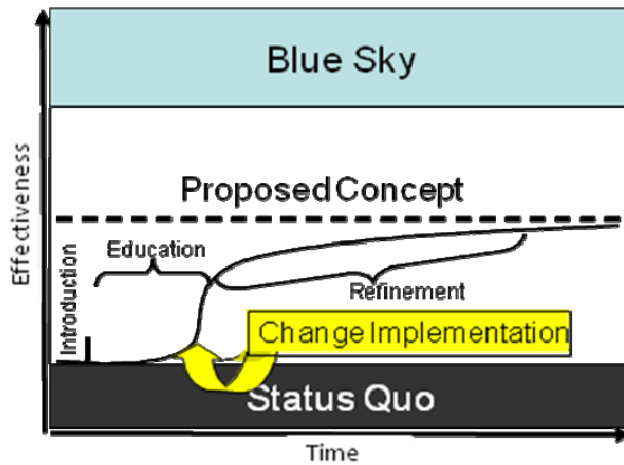 Blue Sky
Effectiveness
Proposed Concept
Introduction
Education
Refinement
Change Implementation
Status Quo
Time